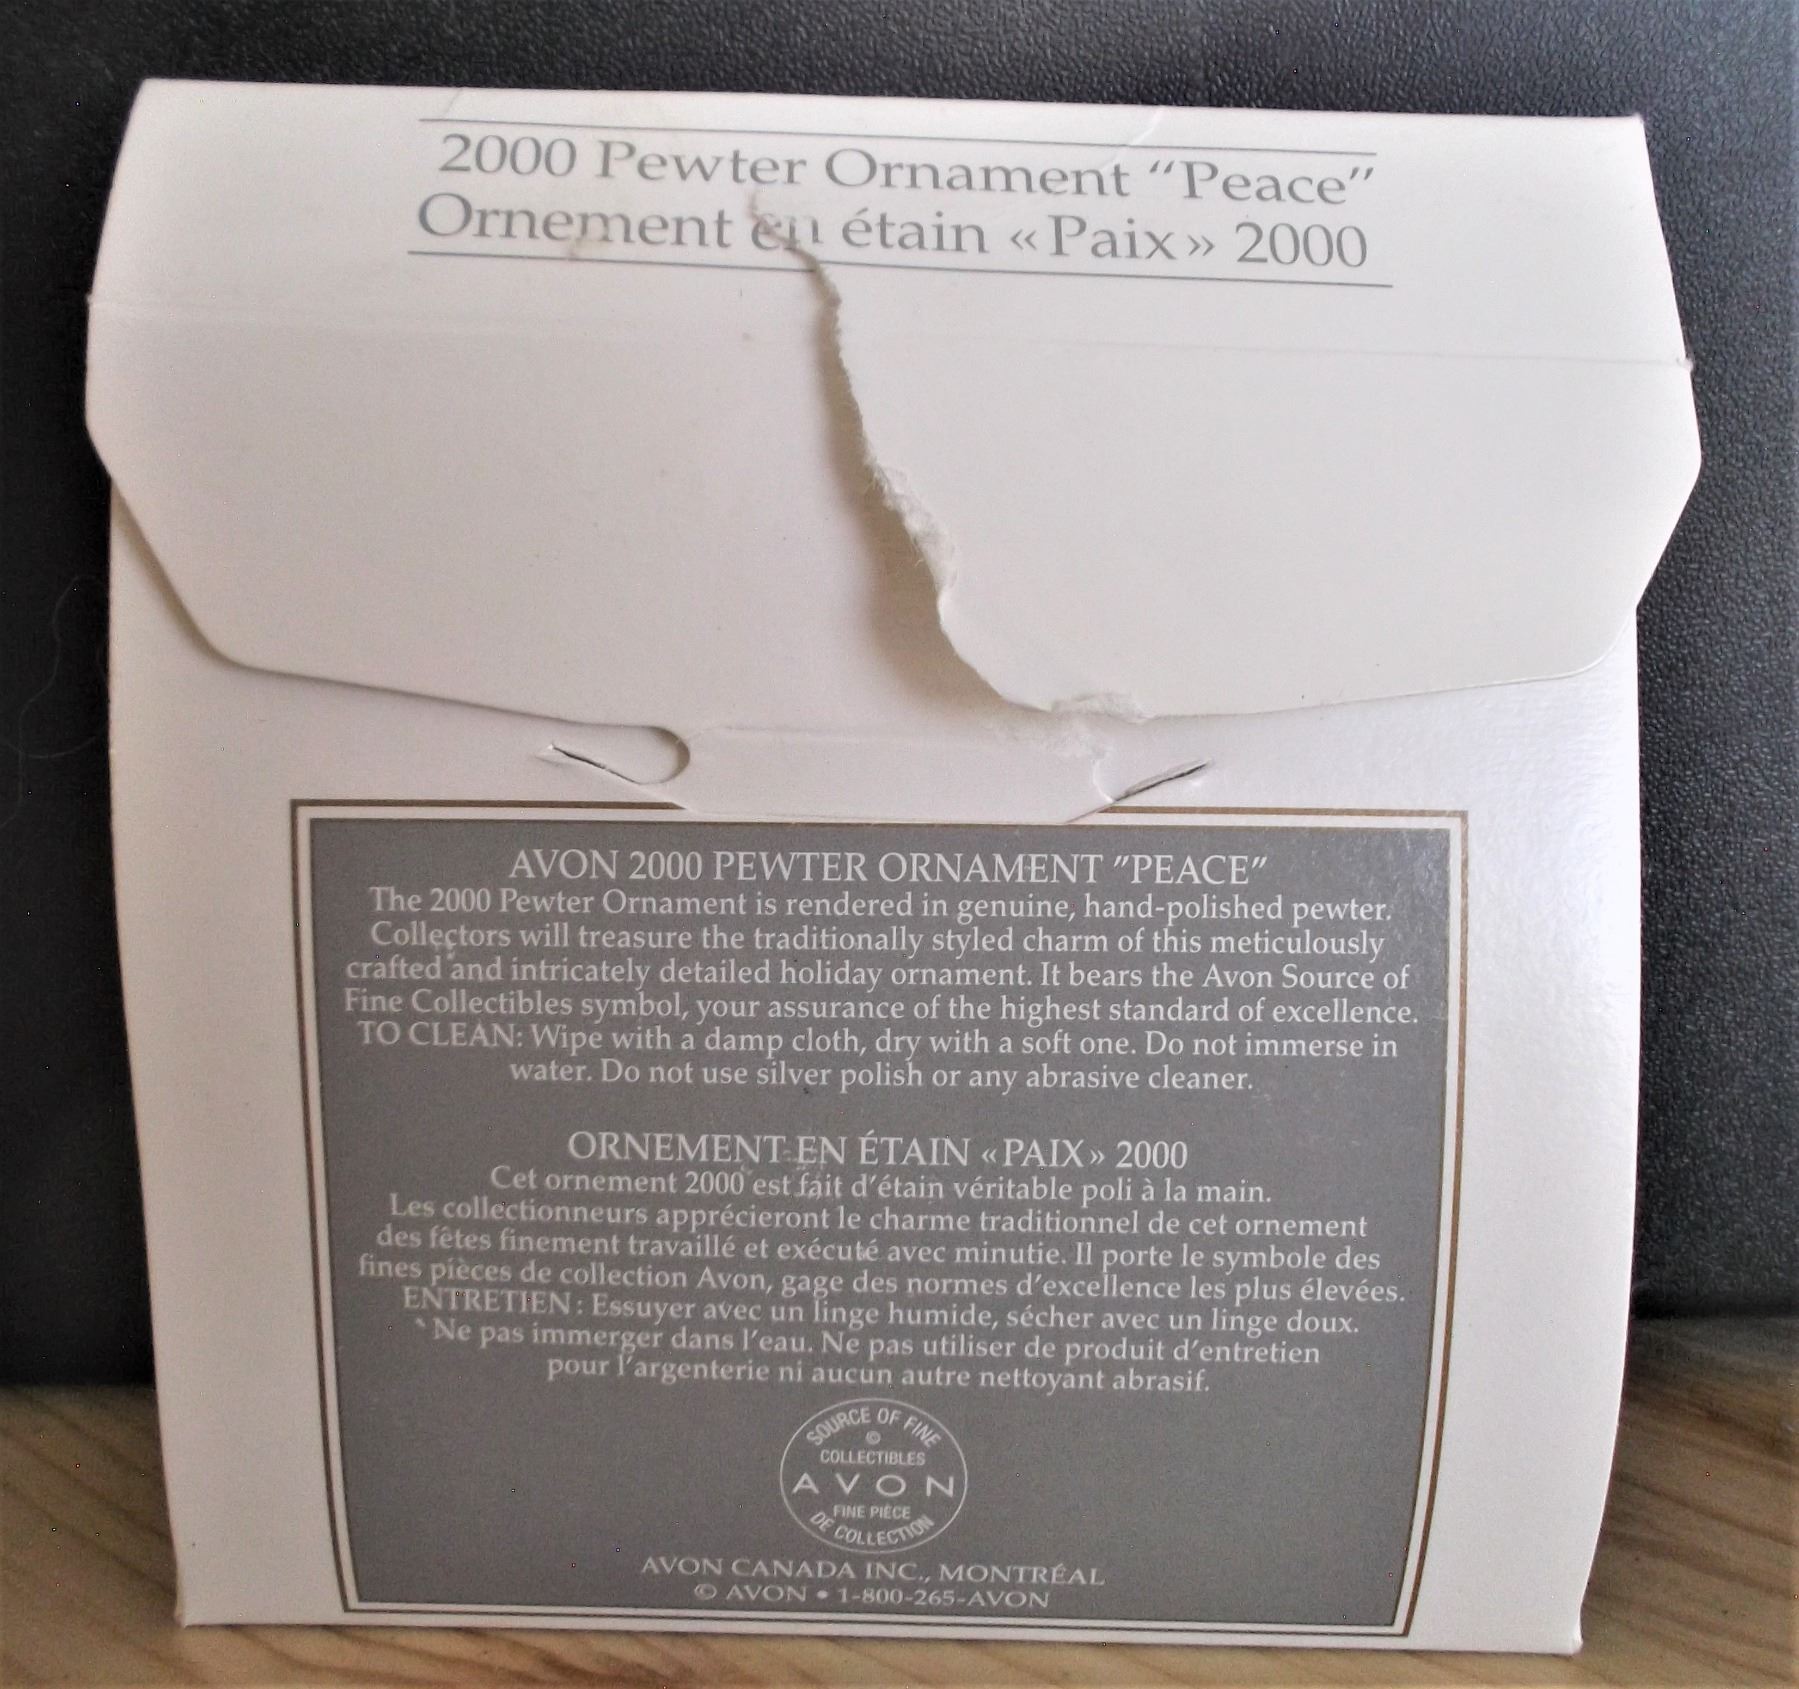 2000 Pewter Ornament “Peace”
Ornement en étain « Paix » 2000
AVON 2000 PEWTER ORNAMENT "PEACE"
The 2000 Pewter Ornament is rendered in genuine, hand-polished pewter.
Collectors will treasure the traditionally styled charm of this meticulously
crafted and intricately detailed holiday ornament. It bears the Avon Source of
Fine Collectibles symbol, your assurance of the highest standard of excellence.
TO CLEAN: Wipe with a damp cloth, dry with a soft one. Do not immerse in
water. Do not use silver polish or any abrasive cleaner.
ORNEMENT EN ÉTAIN « PAIX » 2000
Cet ornement 2000 est fait d'étain véritable poli à la main.
Les collectionneurs apprécieront le charme traditionnel de cet ornement
des fêtes finement travaillé et exécuté avec minutie. Il porte le symbole des
fines pièces de collection Avon, gage des normes d'excellence les plus élevées.
ENTRETIEN : Essuyer avec un linge humide, sécher avec un linge doux.
Ne pas immerger dans l'eau. Ne pas utiliser de produit d'entretien
pour l'argenterie ni aucun autre nettoyant abrasif.
SOURCE OF FINE
©
COLLECTIBLES
AVON
FINE PIÈCE
DE COLLECTION
AVON CANADA INC., MONTRÉAL
© AVON • 1-800-265-AVON